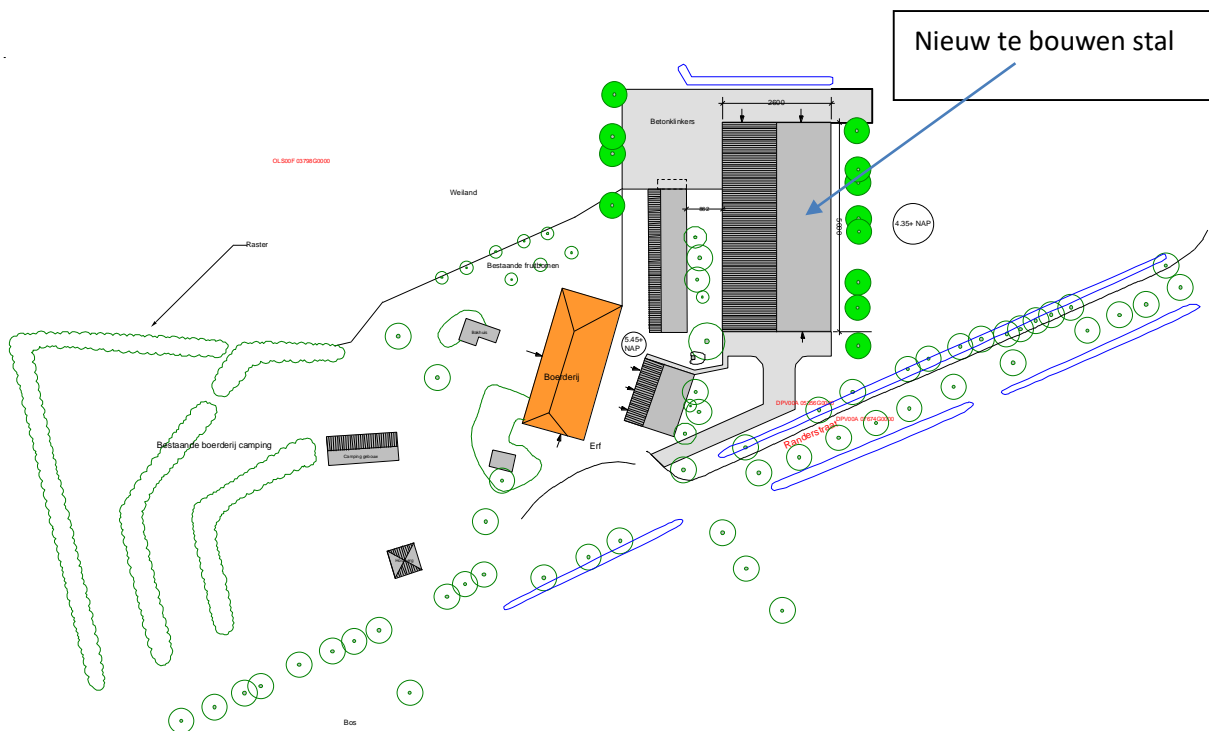 Nieuw te bouwen stal
2600
Betonklinkers
OLS00F 03798G0000
Weiland
4.35+ NAP
Raster
Bestaande fruitbomen
5.45+
NAP
Boerderij
Randerstraat
Bestaande boerderij camping
Erf
Bos